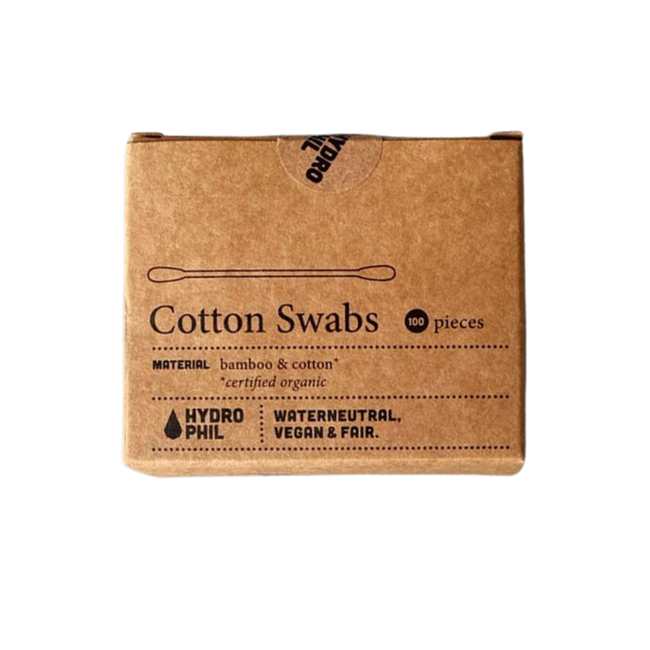 HYDRO
PHIL
Cotton Swabs 100 pieces
MATERIAL bamboo & cotton*
*certified organic
HYDRO
PHIL
WATERNEUTRAL,
VEGAN & FAIR.